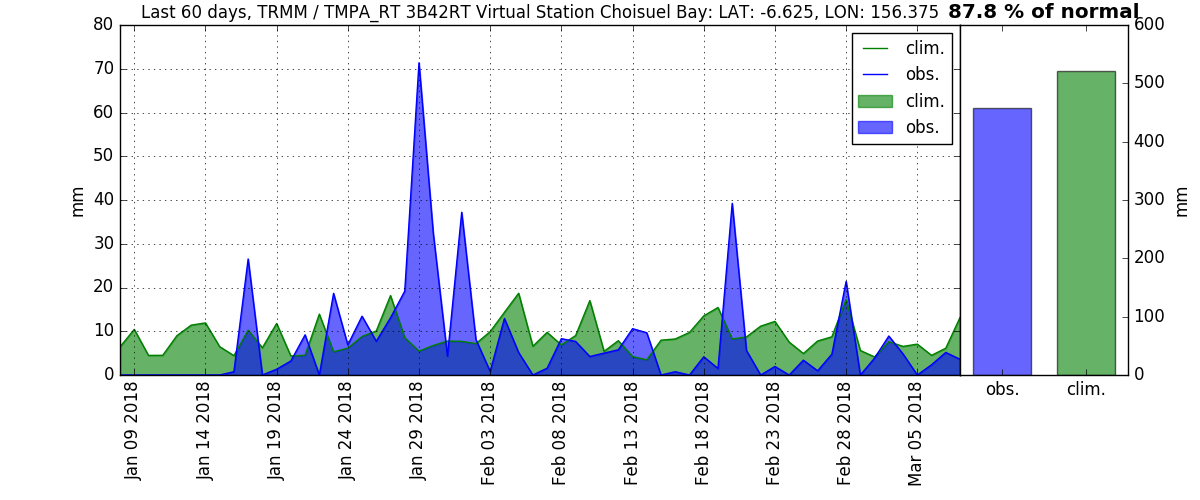 Last 60 days, TRMM / TMPA_RT 3B42RT Virtual Station Choisuel Bay: LAT: -6.625, LON: 156.375 87.8 % of normal
80
70
60
50
40
30
20
10
0
mm
clim.
obs.
clim.
obs.
600
500
400
300
200
100
0
mm
Jan 09 2018
Jan 14 2018
Jan 19 2018
Jan 24 2018
Jan 29 2018
Feb 03 2018
Feb 08 2018
Feb 13 2018
Feb 18 2018
Feb 23 2018
Feb 28 2018
Mar 05 2018
obs.
clim.